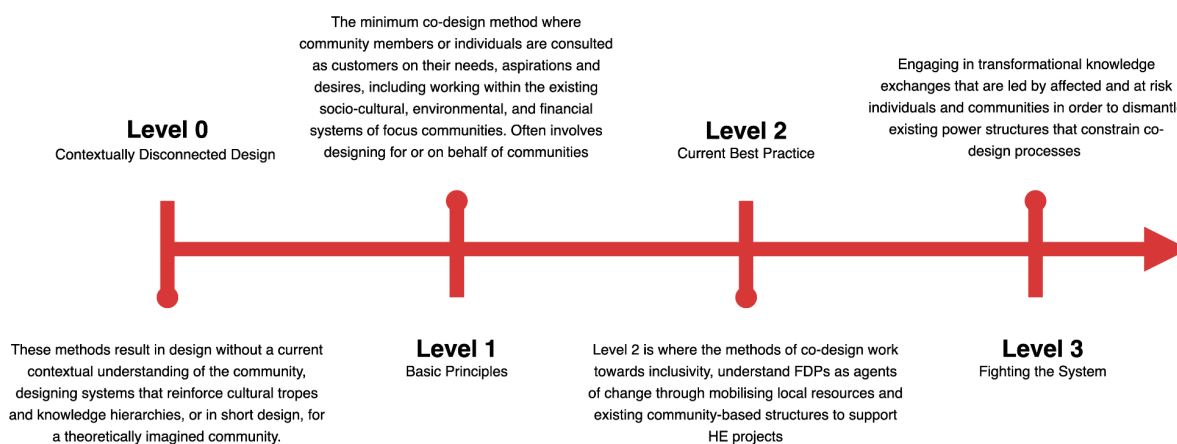 Level 0
Contextually Disconnected Design
These methods result in design without a current
contextual understanding of the community,
designing systems that reinforce cultural tropes
and knowledge hierarchies, or in short design, for
a theoretically imagined community.
The minimum co-design method where
community members or individuals are consulted
as customers on their needs, aspirations and
desires, including working within the existing
socio-cultural, environmental, and financial
systems of focus communities. Often involves
designing for or on behalf of communities
Level 1
Basic Principles
Level 2
Current Best Practice
Level 2 is where the methods of co-design work
towards inclusivity, understand FDPs as agents
of change through mobilising local resources and
existing community-based structures to support
HE projects
Engaging in transformational knowledge
exchanges that are led by affected and at risk
individuals and communities in order to dismantle
existing power structures that constrain co-
design processes
Level 3
Fighting the System